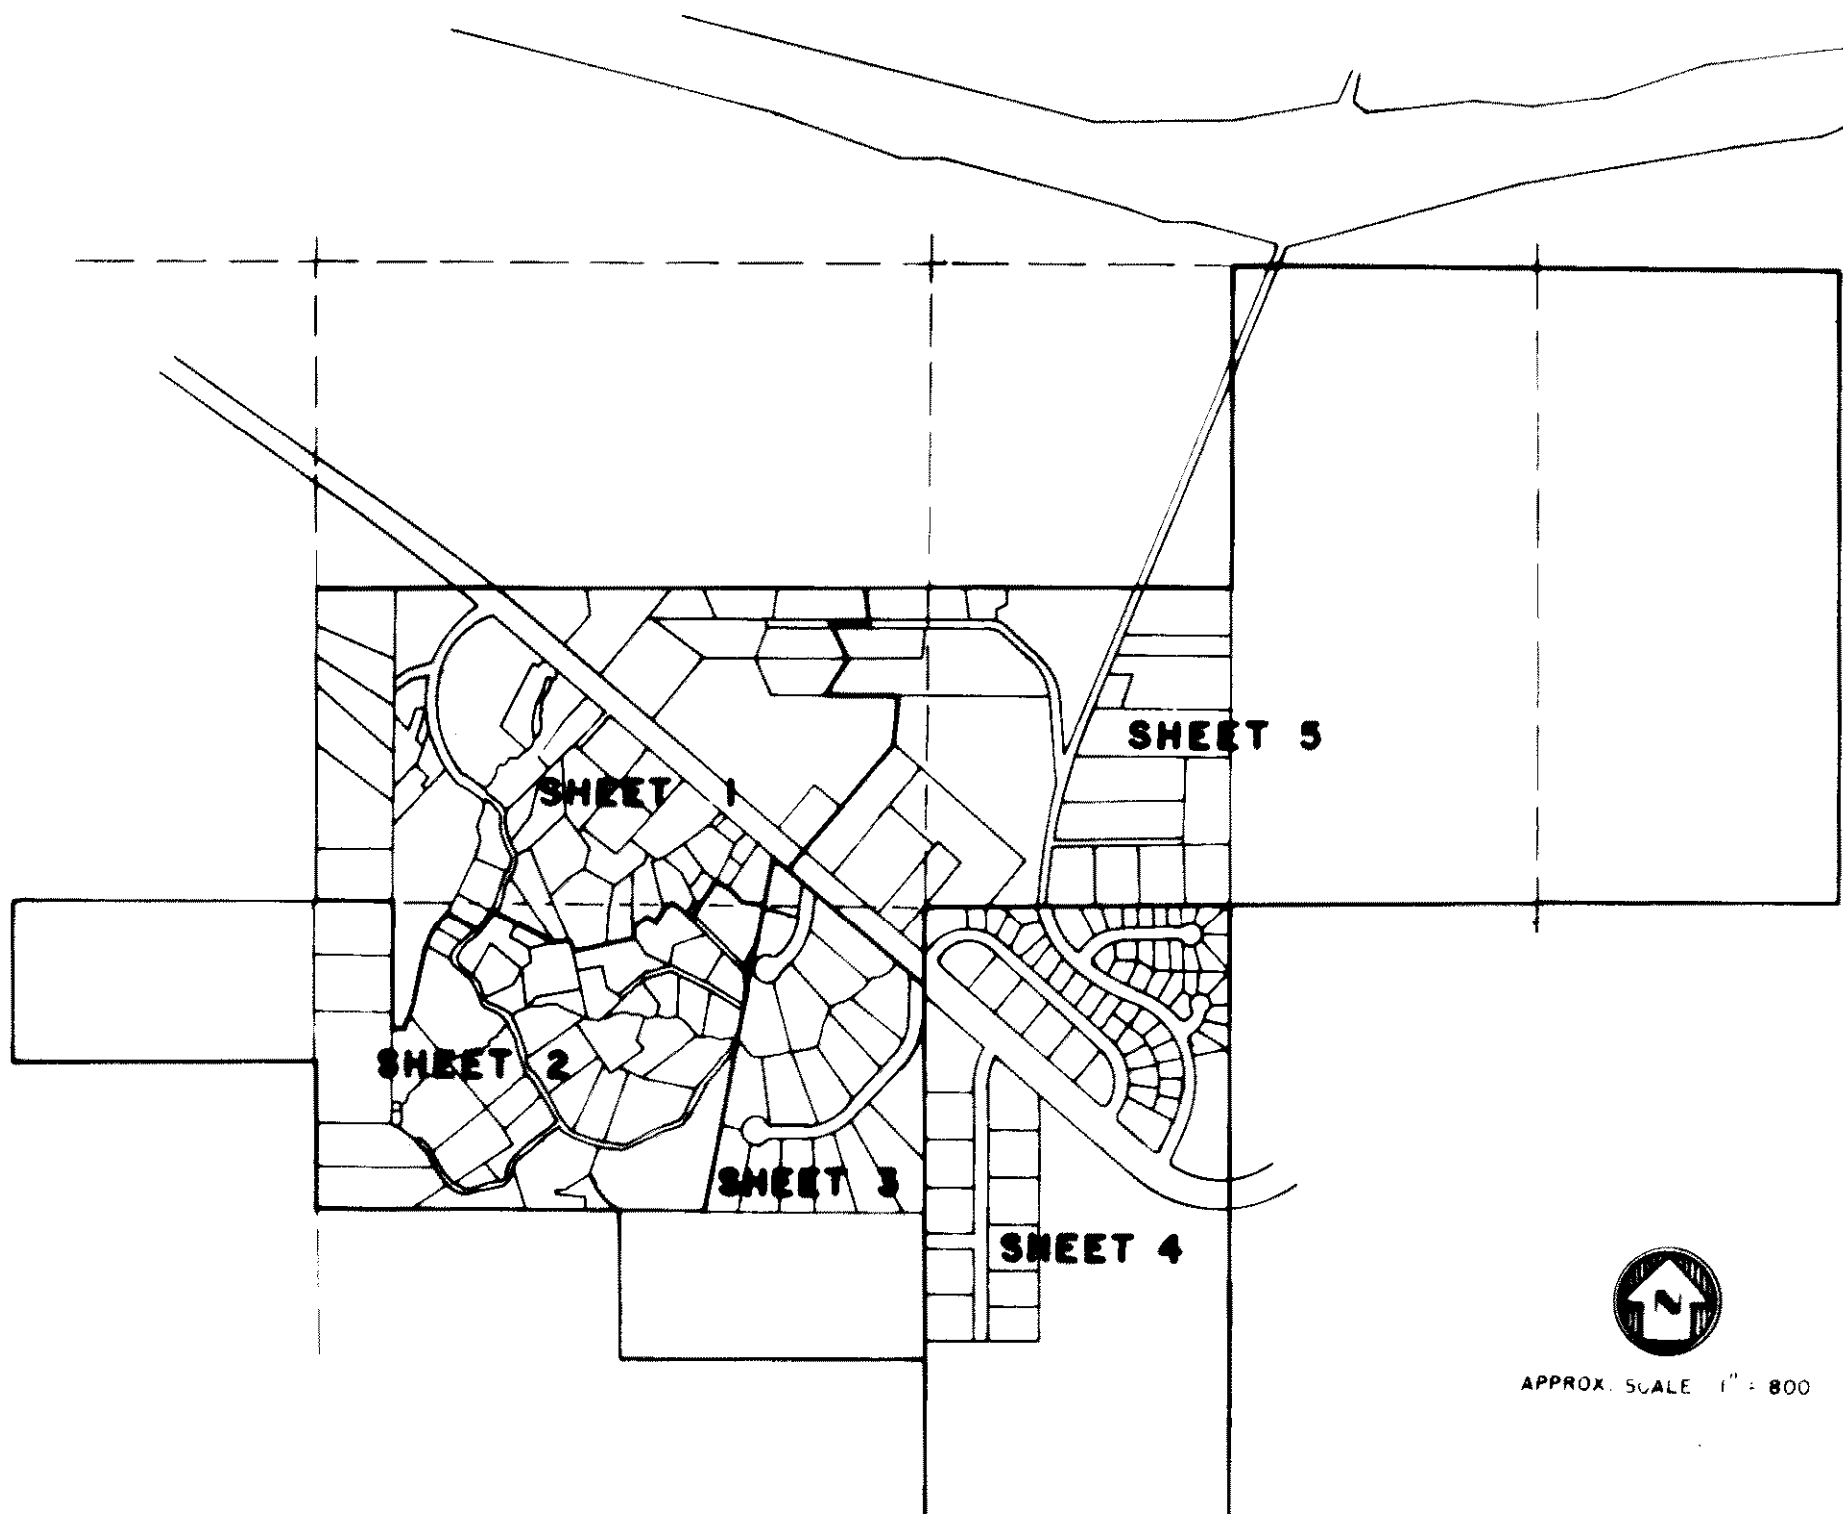 SHEET 5
SHEET 1
SHEET 2
SHEET 3
SHEET 4
N
APPROX. SCALE 1" = 800